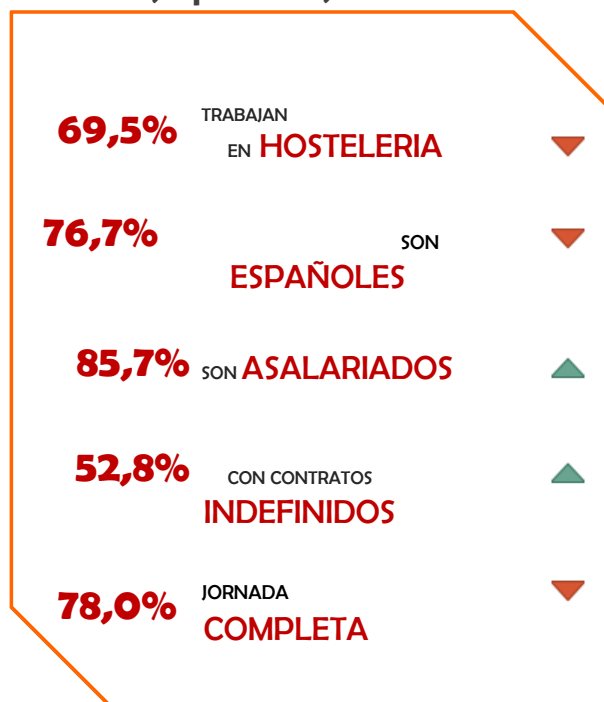 69,5% TRABAJAN
EN HOSTELERIA
76,7% SON
ESPAÑOLES
85,7% SON ASALARIADOS
52,8% CON CONTRATOS
INDEFINIDOS
78,0% JORNADA
COMPLETA